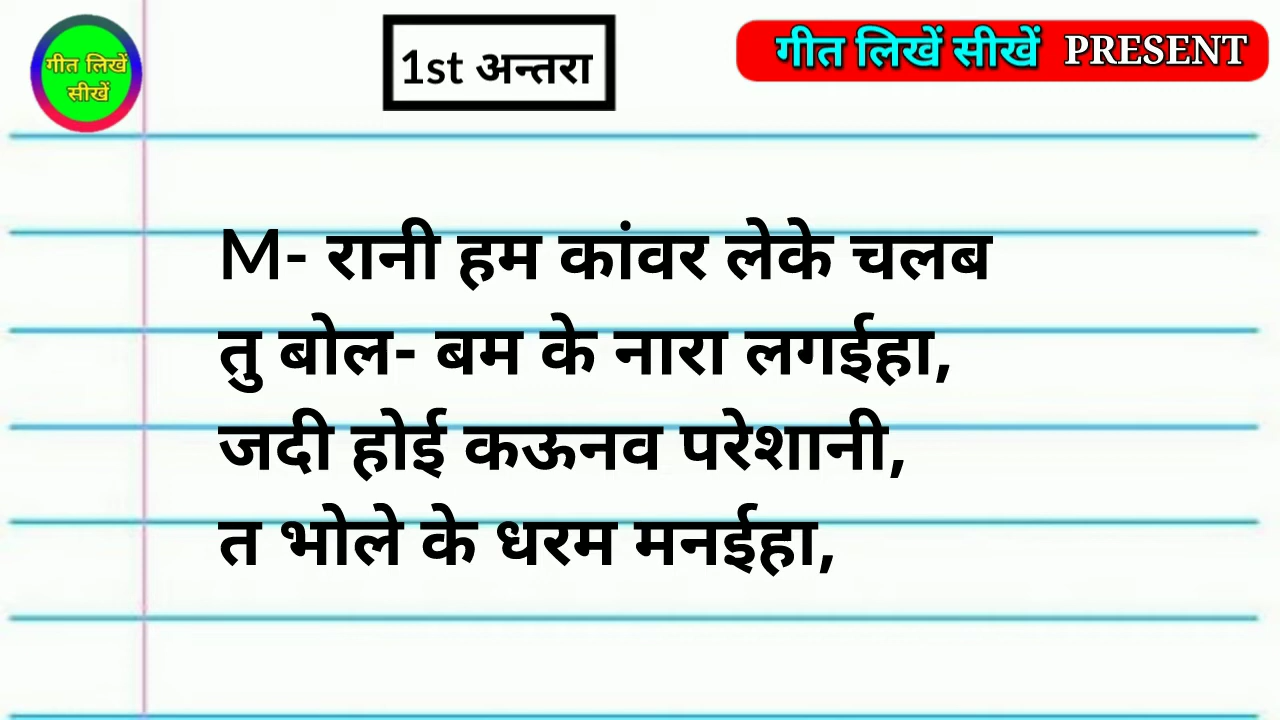 गीत लिखें
सीखें
1st अन्तरा
गीत लिखें सीखें PRESENT
M- रानी हम कांवर लेके चलब
तु बोल- बम के नारा लगईहा,
जदी होई कऊनव परेशानी,
त भोले के धरम मनईहा,